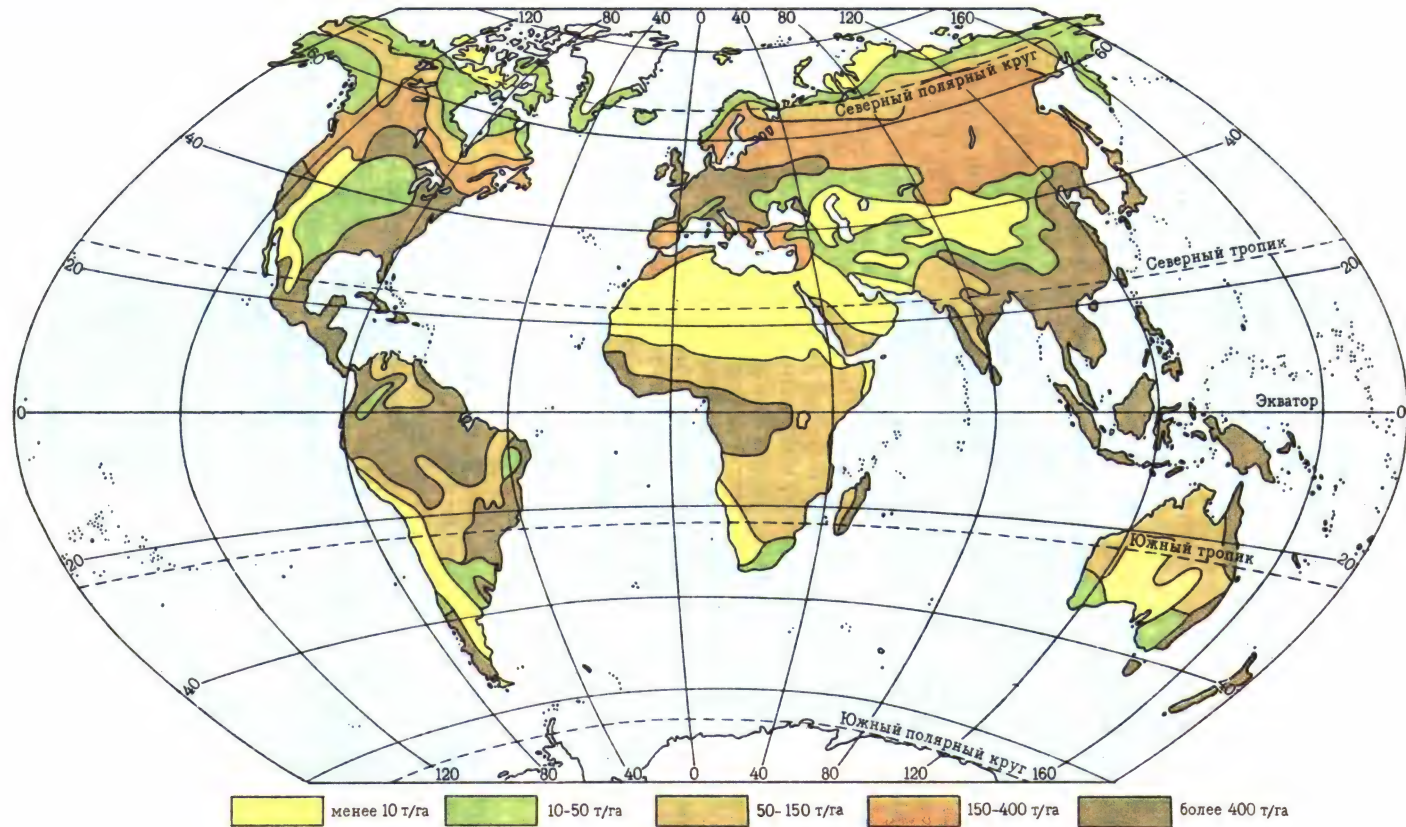 120 80 40 0 40 80 120 160
60 60
Северный полярный круг
40 40
Северный тропик
20 20
Экватор
0 0
Южный тропик
20 20
40 40
Южный полярный круг
120 80 40 0 40 80 120 160
менее 10 т/га 10-50 т/га 50-150 т/га 150-400 т/га более 400 т/га